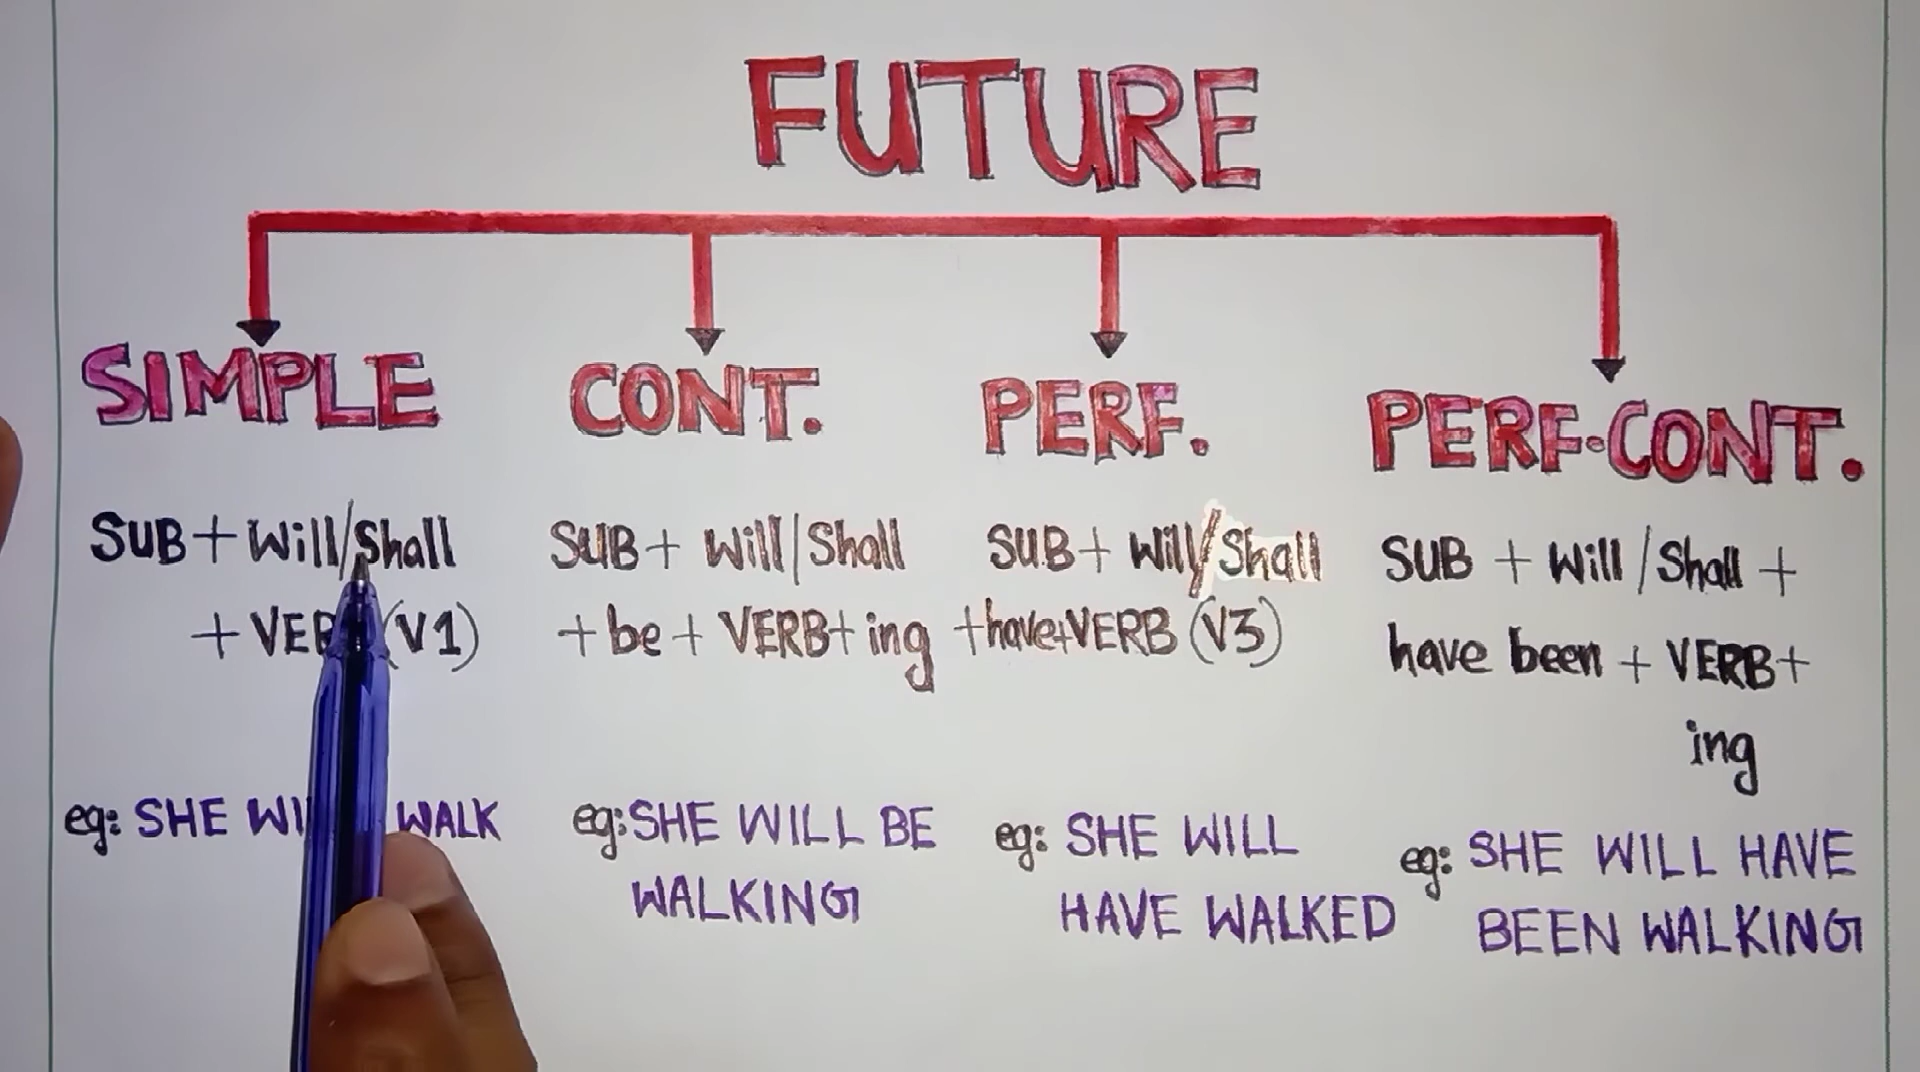 FUTURE
SIMPLE
SUB + Will/Shall
+ VERB (V1)
eg: SHE WILL WALK
CONT.
SUB + Will/Shall
+ be + VERB + ing
eg: SHE WILL BE
WALKING
PERF.
SUB + Will/Shall
+have+VERB (V3)
eg: SHE WILL
HAVE WALKED
PERF-CONT.
SUB + Will/Shall +
have been + VERB +
ing
eg: SHE WILL HAVE
BEEN WALKING